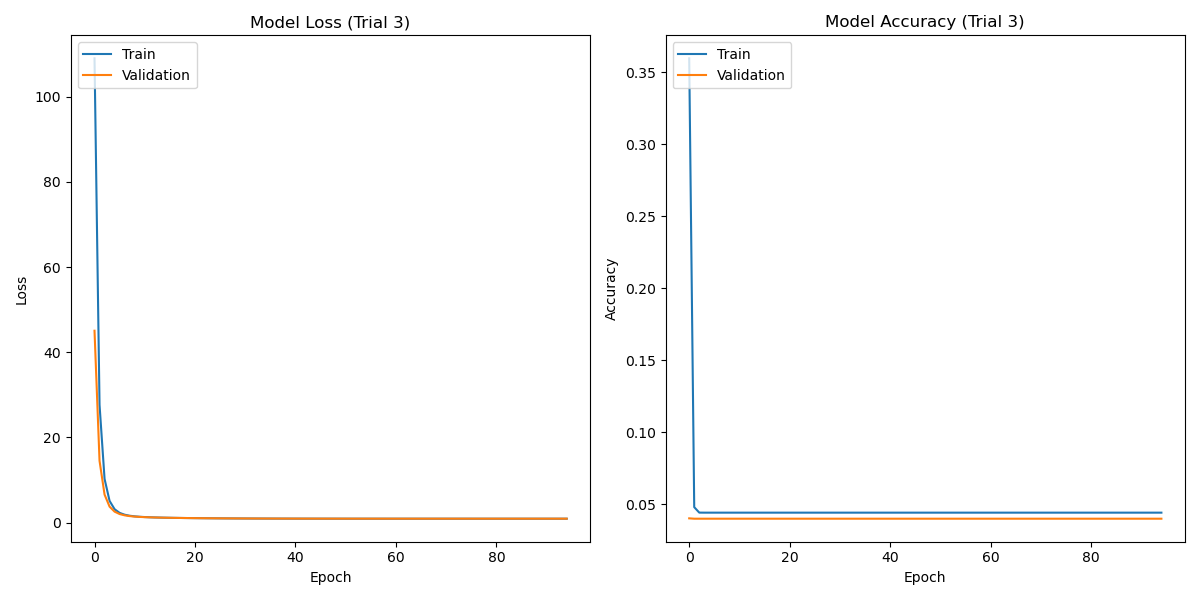 Model Loss (Trial 3)
Train
Validation
100
80
60
40
20
0
Loss
0
20
40
60
80
Epoch
Model Accuracy (Trial 3)
Train
Validation
0.35
0.30
0.25
0.20
0.15
0.10
0.05
Accuracy
0
20
40
60
80
Epoch